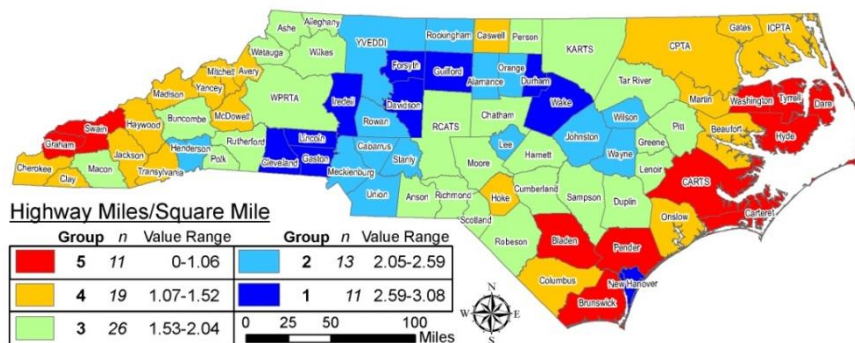 Ashe
Alleghany
Watauga
Wilkes
YVEDDI
Rockingham
Caswell
Person
KARTS
CPTA
Gates
ICPTA
Mitchell
Avery
Yancey
Madison
WPRTA
Iredell
Forsyth
Guilford
Alamance
Orange
Durham
Davidson
Wake
Tar River
Martin
Washington
Tyrrell
Dare
Buncombe
McDowell
Haywood
Swain
Graham
Rowan
RCATS
Chatham
Wilson
Johnston
Pitt
Beaufort
Hyde
Rutherford
Lincoln
Cleveland
Gaston
Cabarrus
Stanly
Mecklenburg
Henderson
Polk
Jackson
Transylvania
Macon
Cherokee
Clay
Lee
Harnett
Wayne
Greene
Lenoir
CARTS
Moore
Union
Anson
Richmond
Scotland
Hoke
Cumberland
Sampson
Duplin
Onslow
Carteret
Robeson
Bladen
Pender
Columbus
New Hanover
Brunswick
Highway Miles/Square Mile
Group n Value Range Group n Value Range
5 11 0-1.06 2 13 2.05-2.59
4 19 1.07-1.52 1 11 2.59-3.08
3 26 1.53-2.04
0 25 50 100
Miles
N
W E
S